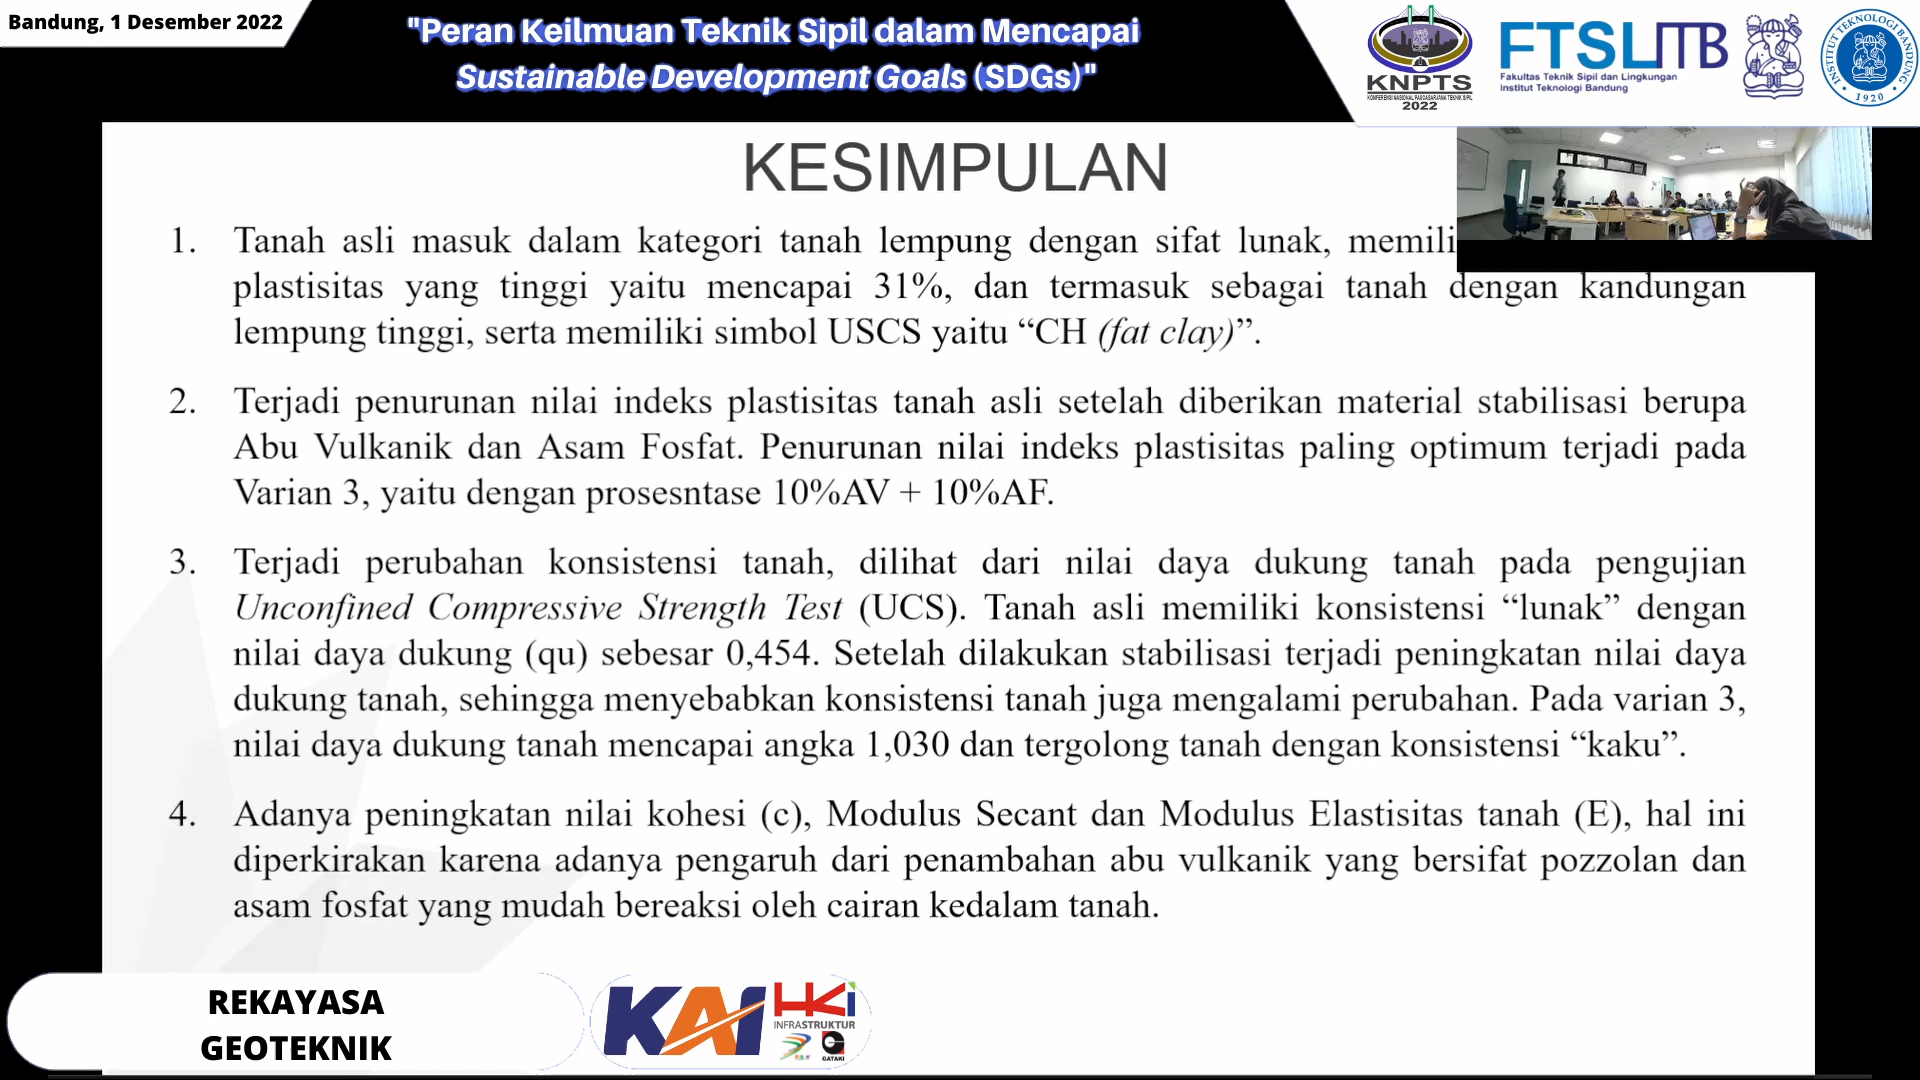 Bandung, 1 Desember 2022
"Peran Keilmuan Teknik Sipil dalam Mencapai
Sustainable Development Goals (SDGs)"
KNPTS
KONFERENSI NASIONAL PASCASARJANA TEKNIK SIPIL
2022
FTSL ITB
Fakultas Teknik Sipil dan Lingkungan
Institut Teknologi Bandung
INSTITUT TEKNOLOGI BANDUNG
1920
KESIMPULAN
1. Tanah asli masuk dalam kategori tanah lempung dengan sifat lunak, memili
plastisitas yang tinggi yaitu mencapai 31%, dan termasuk sebagai tanah dengan kandungan
lempung tinggi, serta memiliki simbol USCS yaitu “CH (fat clay)”.
2. Terjadi penurunan nilai indeks plastisitas tanah asli setelah diberikan material stabilisasi berupa
Abu Vulkanik dan Asam Fosfat. Penurunan nilai indeks plastisitas paling optimum terjadi pada
Varian 3, yaitu dengan prosesntase 10%AV + 10%AF.
3. Terjadi perubahan konsistensi tanah, dilihat dari nilai daya dukung tanah pada pengujian
Unconfined Compressive Strength Test (UCS). Tanah asli memiliki konsistensi “lunak” dengan
nilai daya dukung (qu) sebesar 0,454. Setelah dilakukan stabilisasi terjadi peningkatan nilai daya
dukung tanah, sehingga menyebabkan konsistensi tanah juga mengalami perubahan. Pada varian 3,
nilai daya dukung tanah mencapai angka 1,030 dan tergolong tanah dengan konsistensi “kaku”.
4. Adanya peningkatan nilai kohesi (c), Modulus Secant dan Modulus Elastisitas tanah (E), hal ini
diperkirakan karena adanya pengaruh dari penambahan abu vulkanik yang bersifat pozzolan dan
asam fosfat yang mudah bereaksi oleh cairan kedalam tanah.
REKAYASA
GEOTEKNIK
KAI
HKi
INFRASTRUKTUR
GATAKI